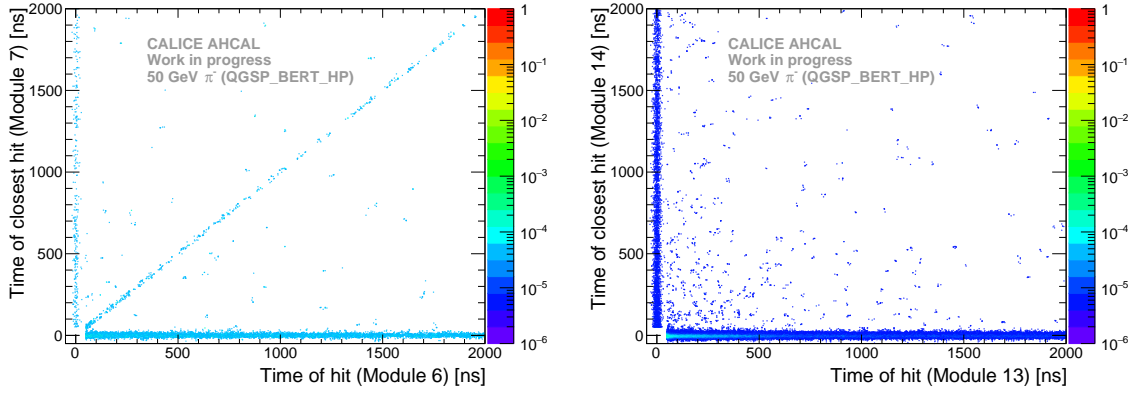 Time of closest hit (Module 7) [ns]
2000
1500
1000
500
0
CALICE AHCAL
Work in progress
50 GeV π⁻ (QGSP_BERT_HP)
0 500 1000 1500 2000
Time of hit (Module 6) [ns]
1
10⁻¹
10⁻²
10⁻³
10⁻⁴
10⁻⁵
10⁻⁶
Time of closest hit (Module 14) [ns]
2000
1500
1000
500
0
CALICE AHCAL
Work in progress
50 GeV π⁻ (QGSP_BERT_HP)
0 500 1000 1500 2000
Time of hit (Module 13) [ns]
1
10⁻¹
10⁻²
10⁻³
10⁻⁴
10⁻⁵
10⁻⁶